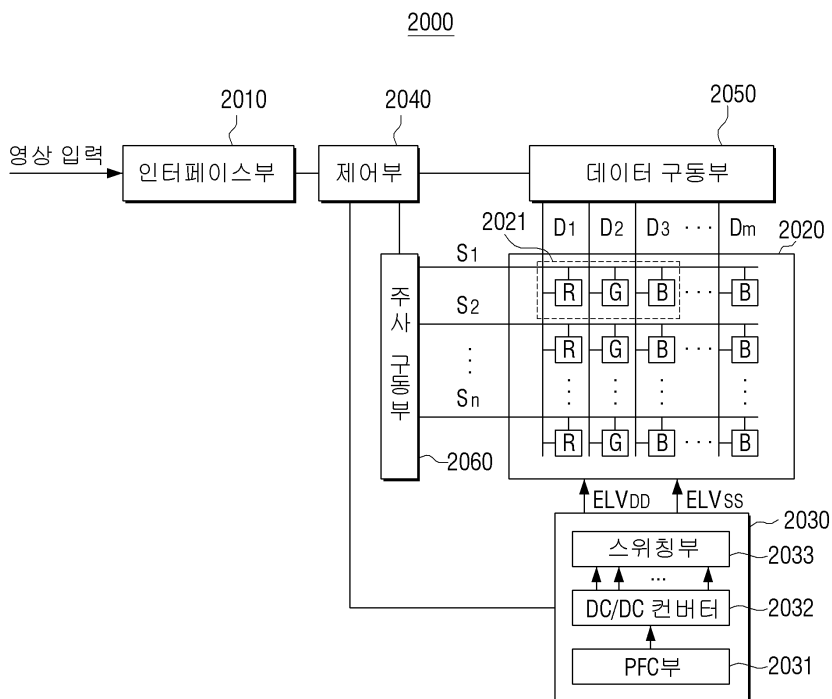 2000
2010
2040
2050
영상 입력
인터페이스부
제어부
데이터 구동부
2021
D1 D2 D3 ··· Dm
2020
S1
R G B ··· B
주사 구동부
S2
R G B ··· B
Sn
R G B ··· B
2060
ELVDD ELVSS
2030
스위칭부
2033
...
DC/DC 컨버터
2032
PFC부
2031